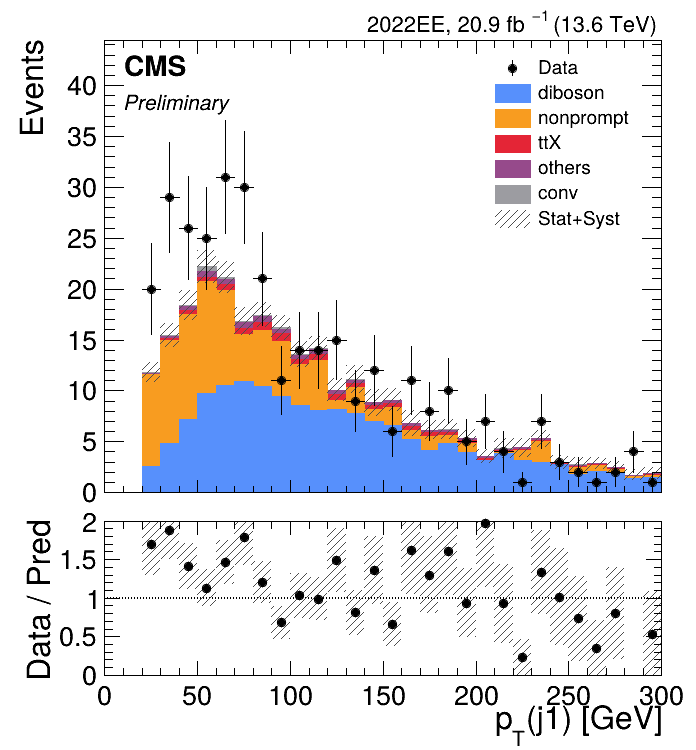 2022EE, 20.9 fb⁻¹ (13.6 TeV)
CMS
Preliminary
Data
diboson
nonprompt
ttX
others
conv
Stat+Syst
Events
40
35
30
25
20
15
10
5
0
Data / Pred
2
1.5
1
0.5
0
0 50 100 150 200 250 300
p_T(j1) [GeV]